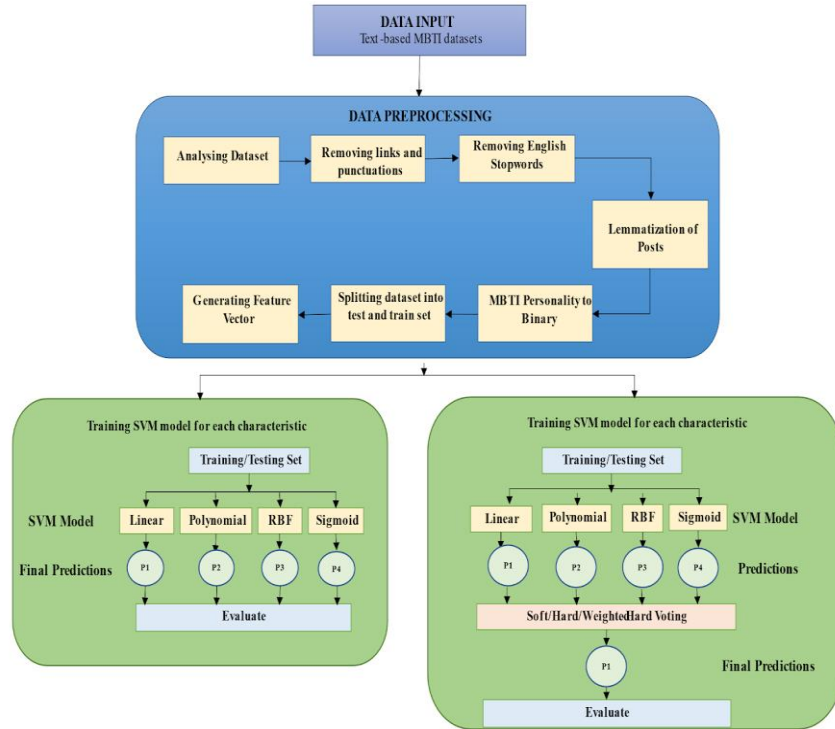 DATA INPUT
Text-based MBTI datasets
DATA PREPROCESSING
Analysing Dataset
Removing links and
punctuations
Removing English
Stopwords
Lemmatization of
Posts
MBTI Personality to
Binary
Splitting dataset into
test and train set
Generating Feature
Vector
Training SVM model for each characteristic
Training/Testing Set
SVM Model
Linear
Polynomial
RBF
Sigmoid
Final Predictions
P1
P2
P3
P4
Evaluate
Training SVM model for each characteristic
Training/Testing Set
Linear
Polynomial
RBF
Sigmoid
SVM Model
P1
P2
P3
P4
Predictions
Soft/Hard/WeightedHard Voting
P1
Final Predictions
Evaluate